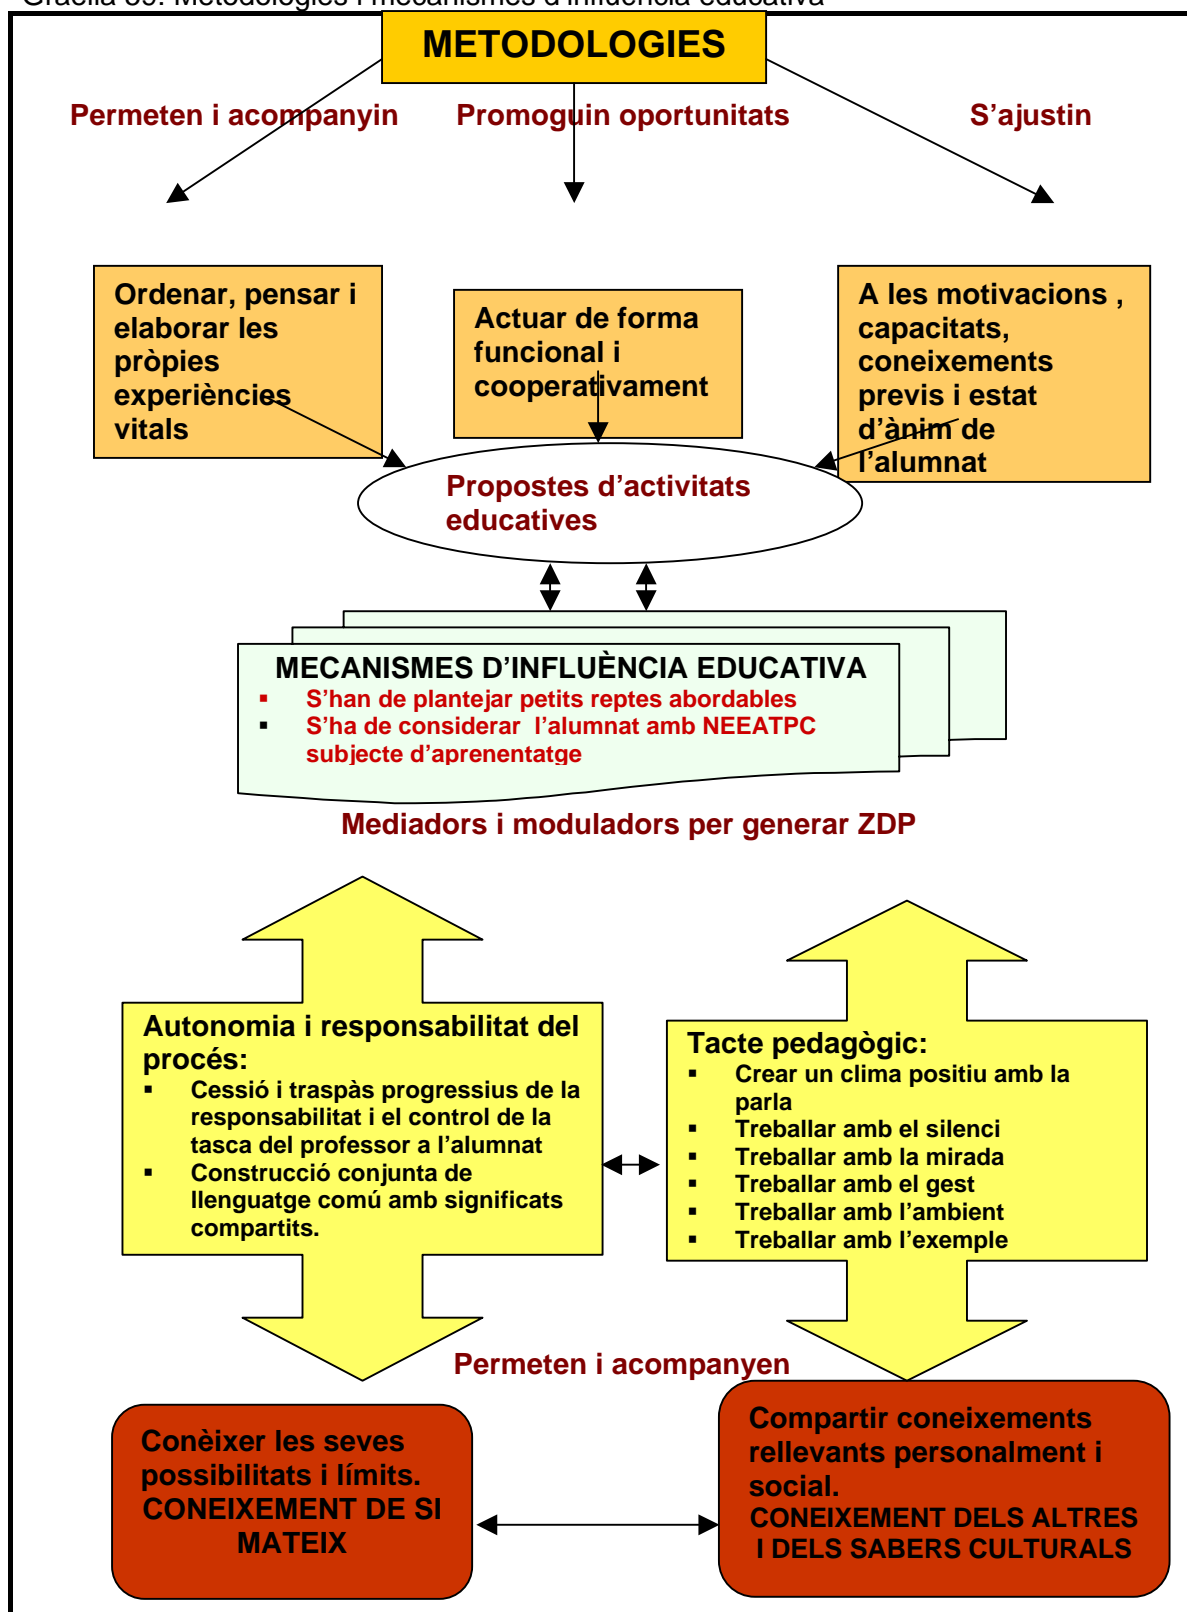 Graella 39. Metodologies i mecanismes d'influència educativa
METODOLOGIES
Permeten i acompanyin
Promoguin oportunitats
S’ajustin
Ordenar, pensar i
elaborar les
pròpies
experiències
vitals
Actuar de forma
funcional i
cooperativament
A les motivacions ,
capacitats,
coneixements
previs i estat
d’ànim de
l’alumnat
Propostes d’activitats
educatives
MECANISMES D’INFLUÈNCIA EDUCATIVA
▪ S’han de plantejar petits reptes abordables
▪ S’ha de considerar l’alumnat amb NEEATPC
subjecte d’aprenentatge
Mediadors i moduladors per generar ZDP
Autonomia i responsabilitat del
procés:
▪ Cessió i traspàs progressius de la
responsabilitat i el control de la
tasca del professor a l’alumnat
▪ Construcció conjunta de
llenguatge comú amb significats
compartits.
Tacte pedagògic:
▪ Crear un clima positiu amb la
parla
▪ Treballar amb el silenci
▪ Treballar amb la mirada
▪ Treballar amb el gest
▪ Treballar amb l’ambient
▪ Treballar amb l’exemple
Permeten i acompanyen
Conèixer les seves
possibilitats i límits.
CONEIXEMENT DE SI
MATEIX
Compartir coneixements
rellevants personalment i
social.
CONEIXEMENT DELS ALTRES
I DELS SABERS CULTURALS